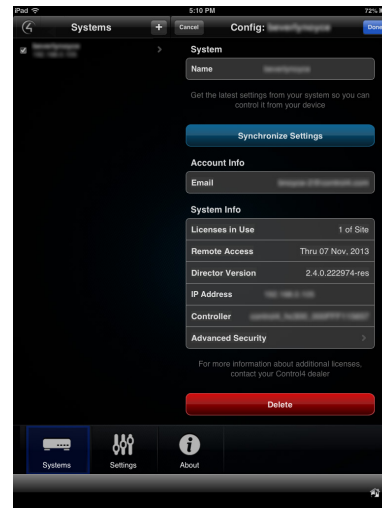 iPad
5:10 PM
72%
Systems
+
Cancel
Config:
Done
System
Name
Get the latest settings from your system so you can
control it from your device
Synchronize Settings
Account Info
Email
System Info
Licenses in Use 1 of Site
Remote Access Thru 07 Nov, 2013
Director Version 2.4.0.222974-res
IP Address
Controller
Advanced Security
For more information about additional licenses,
contact your Control4 dealer
Delete
Systems
Settings
About